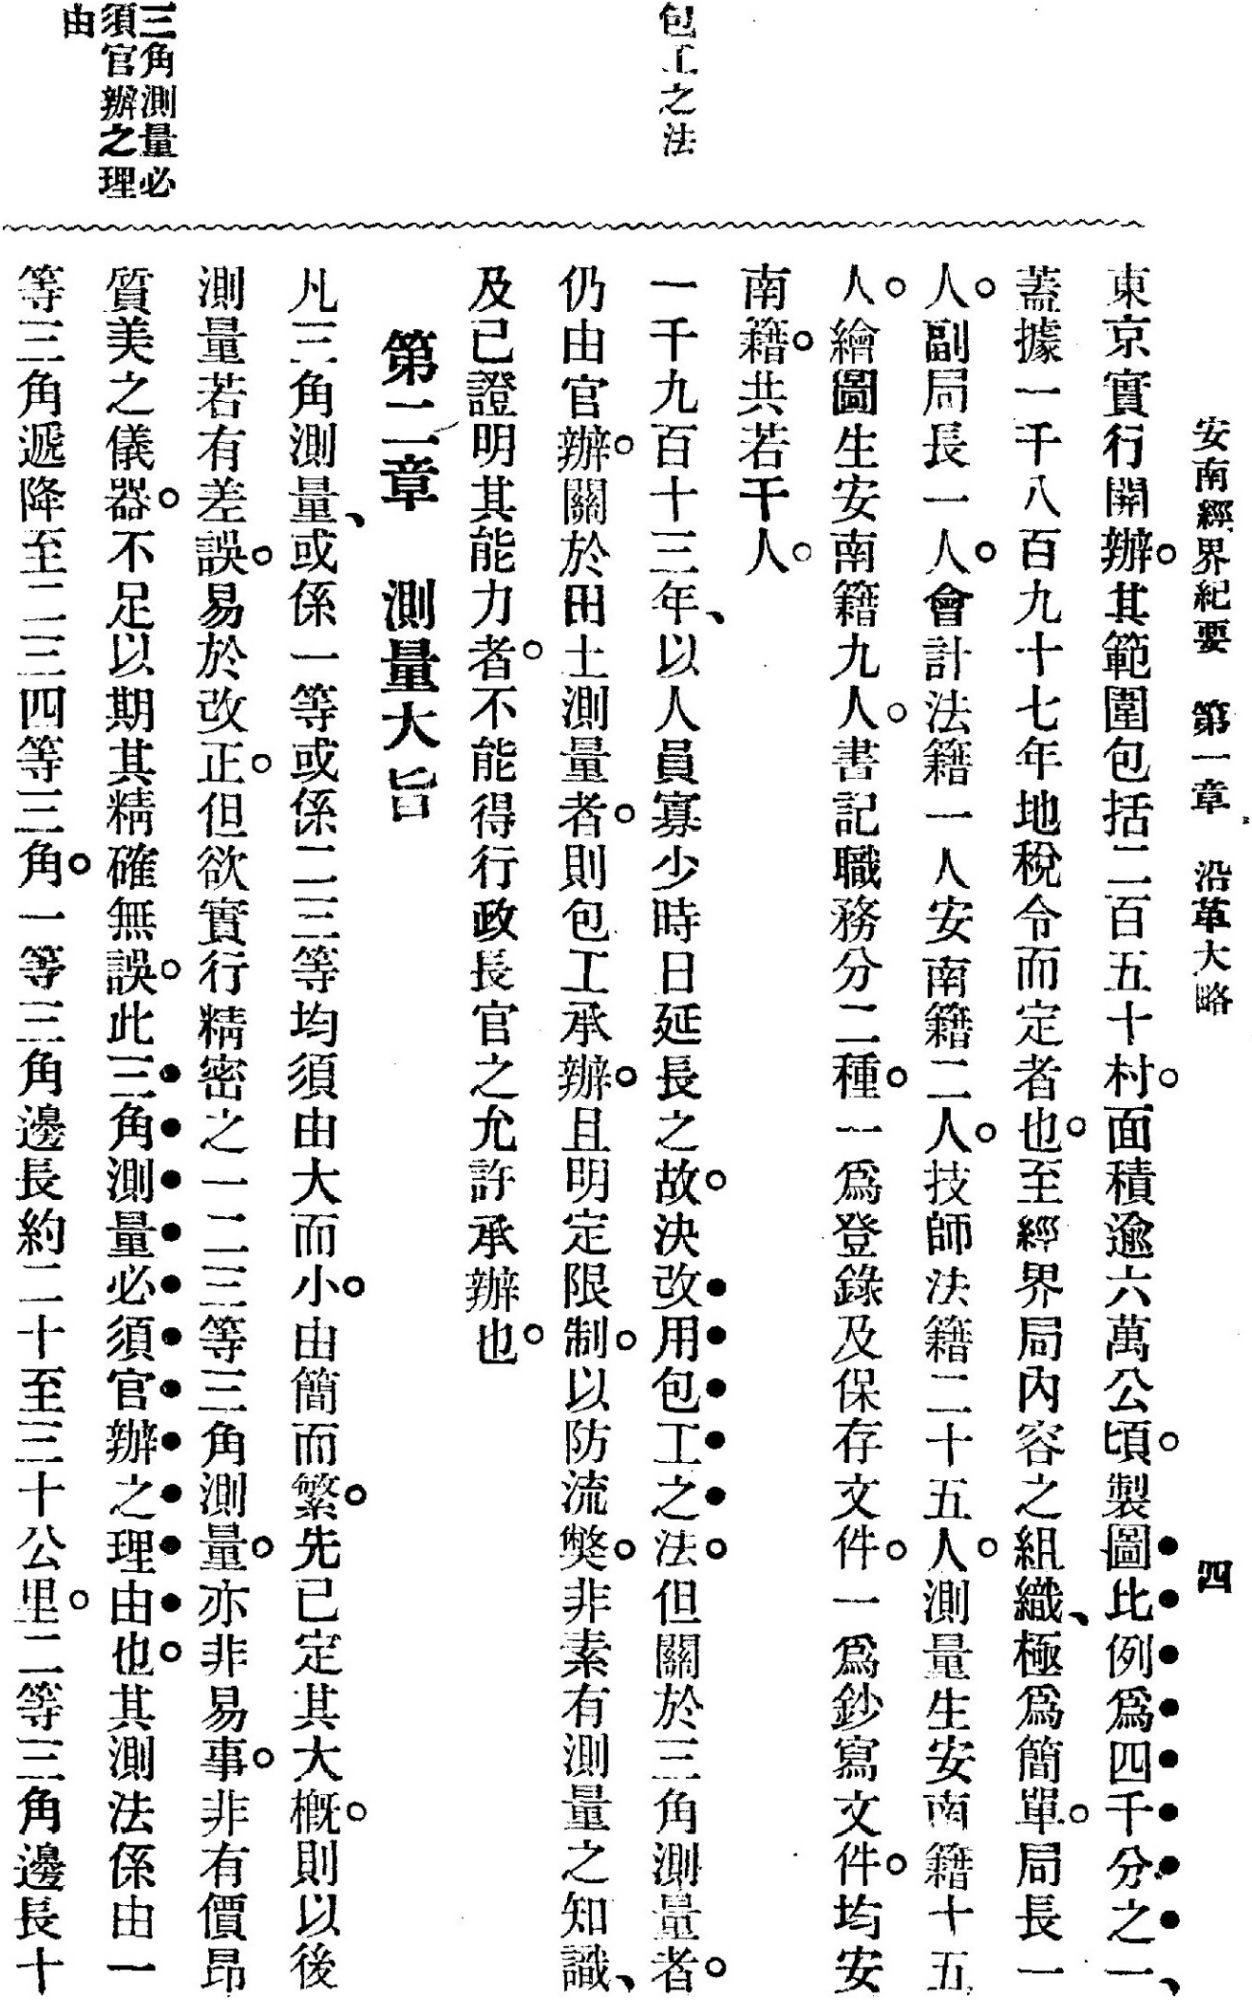 安南經界紀要　第一章　沿革大略　四
東京實行開辦。其範圍包括二百五十村。面積逾六萬公頃。製圖比例爲四千分之一、
蓋據一千八百九十七年地稅令而定者也。至經界局內容之組織、極爲簡單。局長一
人。副局長一人。會計法籍一人安南籍二人。技師法籍二十五人。測量生安南籍十五
人。繪圖生安南籍九人。書記職務分二種。一爲登錄及保存文件。一爲鈔寫文件。均安
南籍。共若干人。
包工之法
一千九百十三年、以人員寡少時日延長之故。決改用包工之法。但關於三角測量者。
仍由官辦。關於田土測量者。則包工承辦。且明定限制。以防流獘。非素有測量之知識、
及已證明其能力者。不能得行政長官之允許承辦也。
第二章　測量大旨
凡三角測量、或係一等或係二三等均須由大而小。由簡而繁。先已定其大概。則以後
測量若有差誤。易於改正。但欲實行精密之一二三等三角測量。亦非易事。非有價昂
三角測量必
須官辦之理
由
質美之儀器。不足以期其精確無誤。此三角測量必須官辦之理由也。其測法係由一
等三角遞降至二三四等三角。一等三角邊長約二十至三十公里。二等三角邊長十